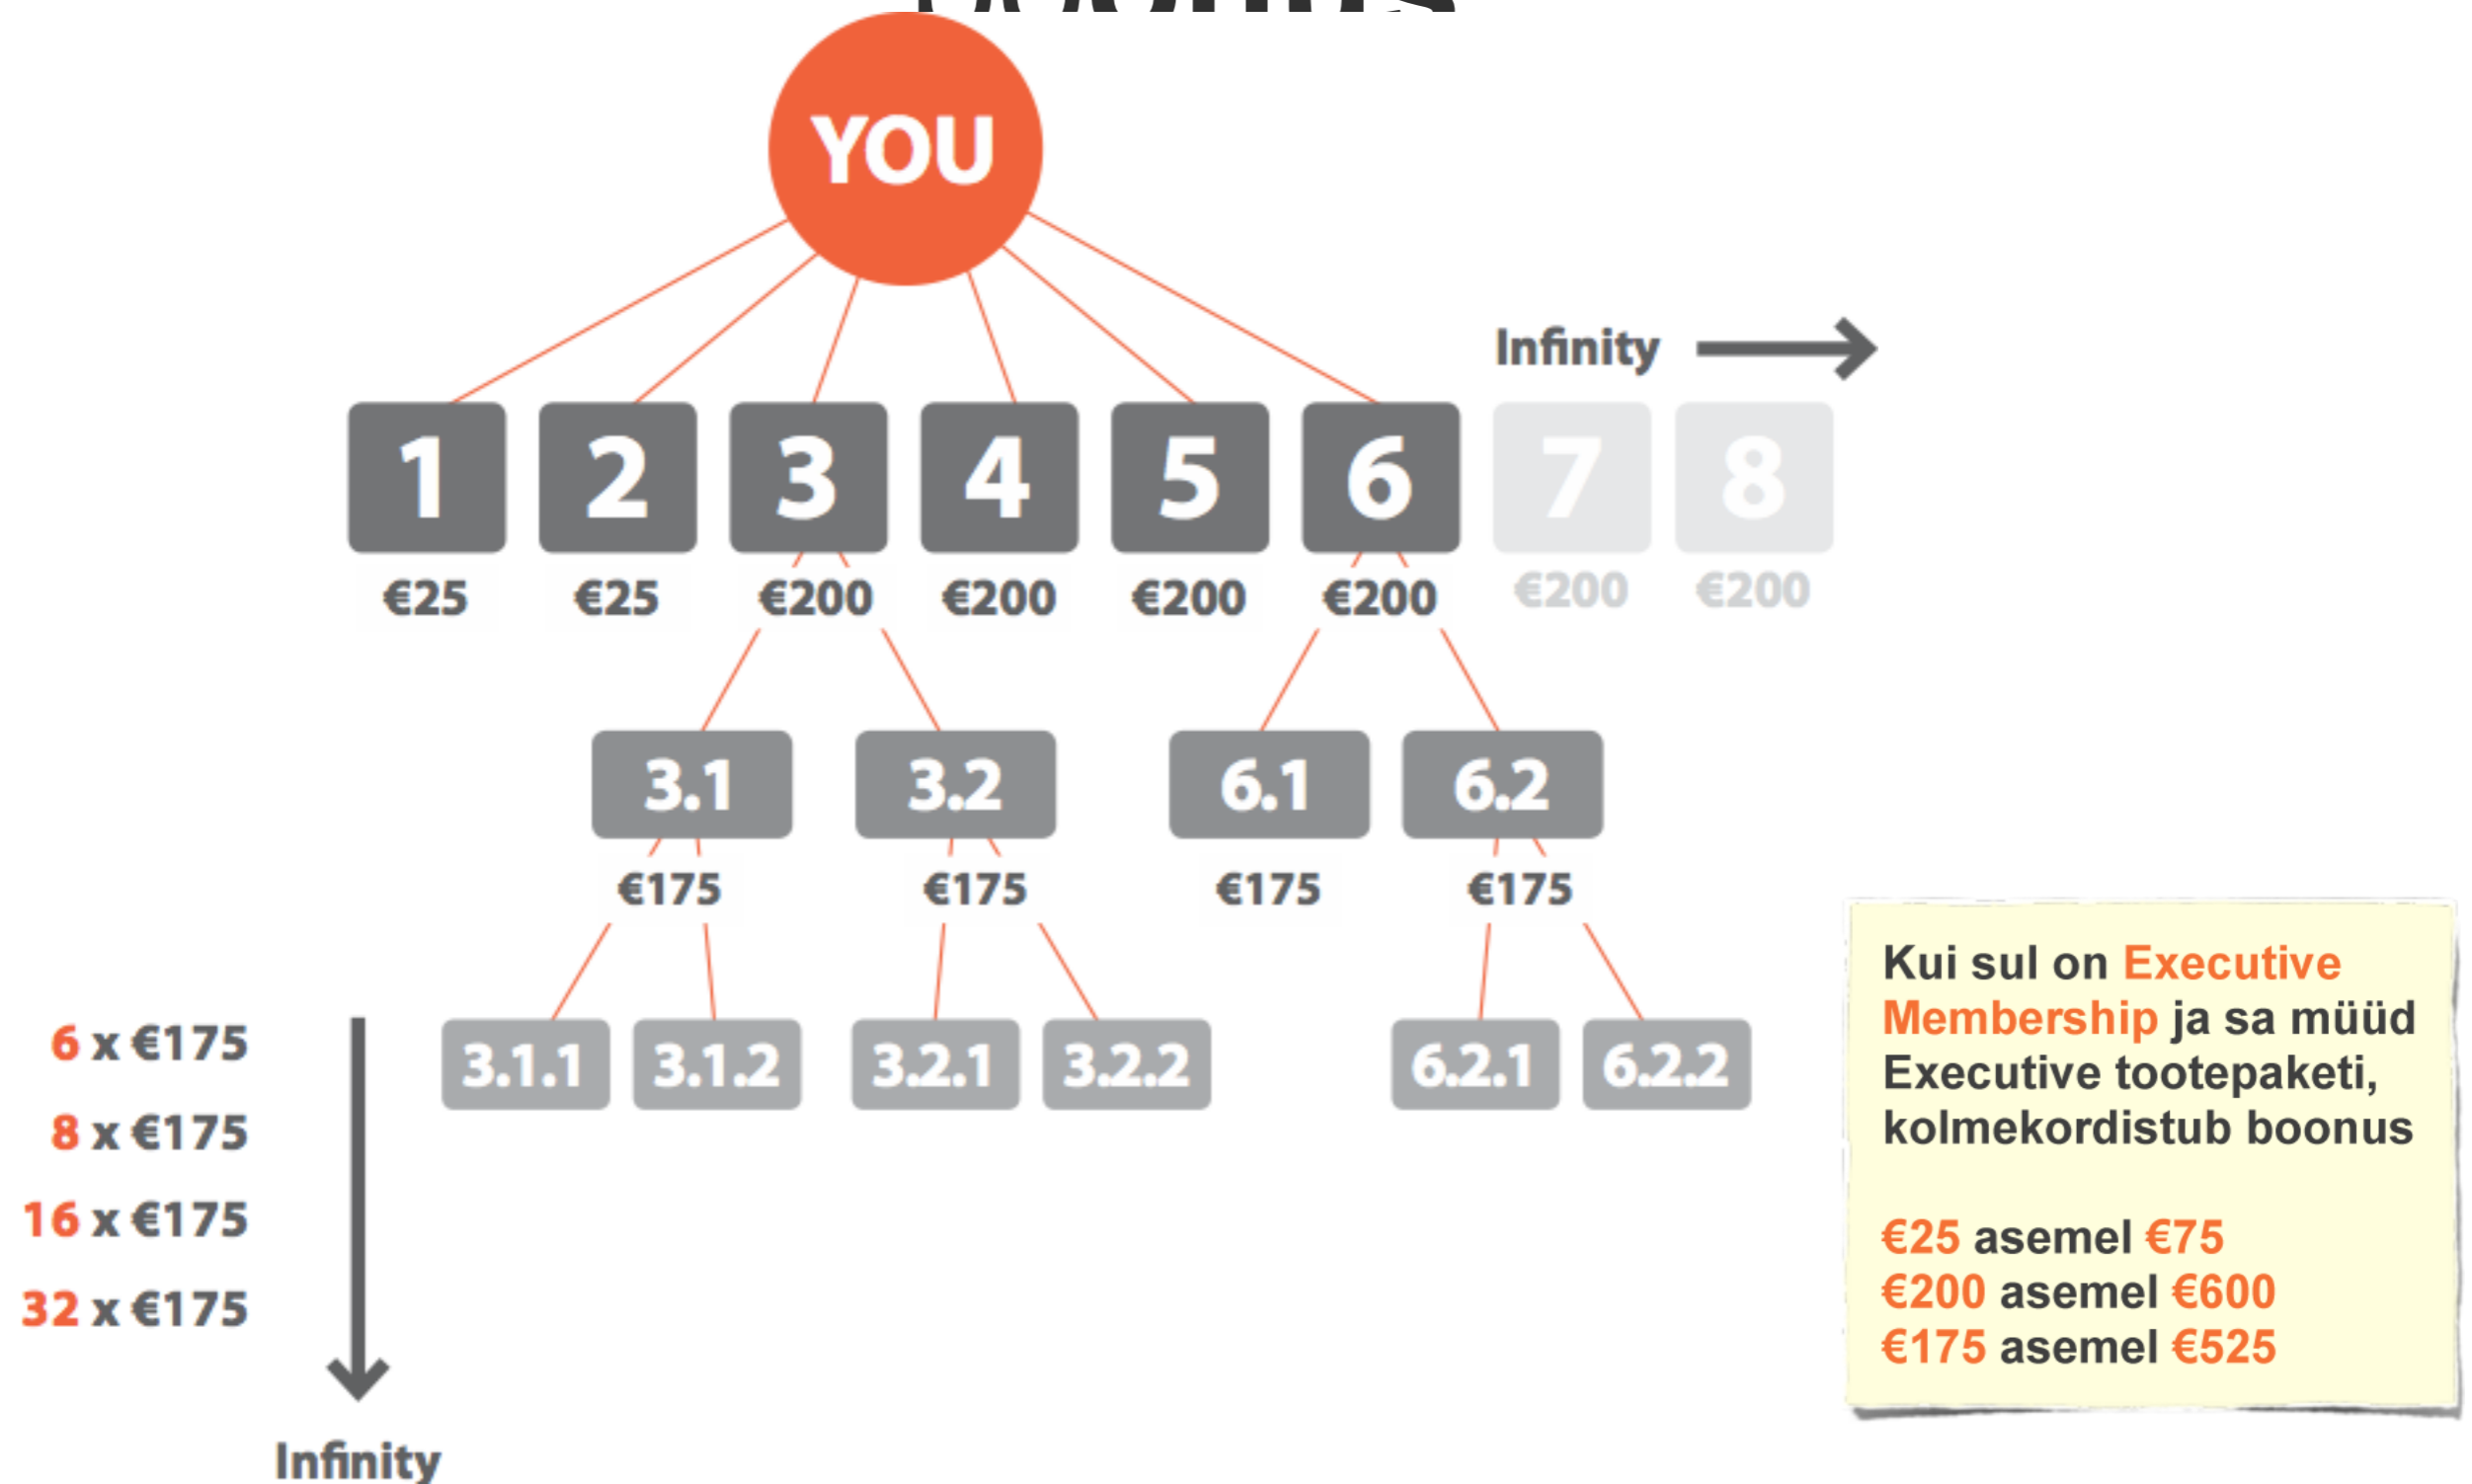 YOU
Infinity
1 2 3 4 5 6 7 8
€25 €25 €200 €200 €200 €200 €200 €200
3.1 3.2 6.1 6.2
€175 €175 €175 €175
3.1.1 3.1.2 3.2.1 3.2.2 6.2.1 6.2.2
6 x €175
8 x €175
16 x €175
32 x €175
Infinity
Kui sul on Executive
Membership ja sa müüd
Executive tootepaketi,
kolmekordistub boonus
€25 asemel €75
€200 asemel €600
€175 asemel €525